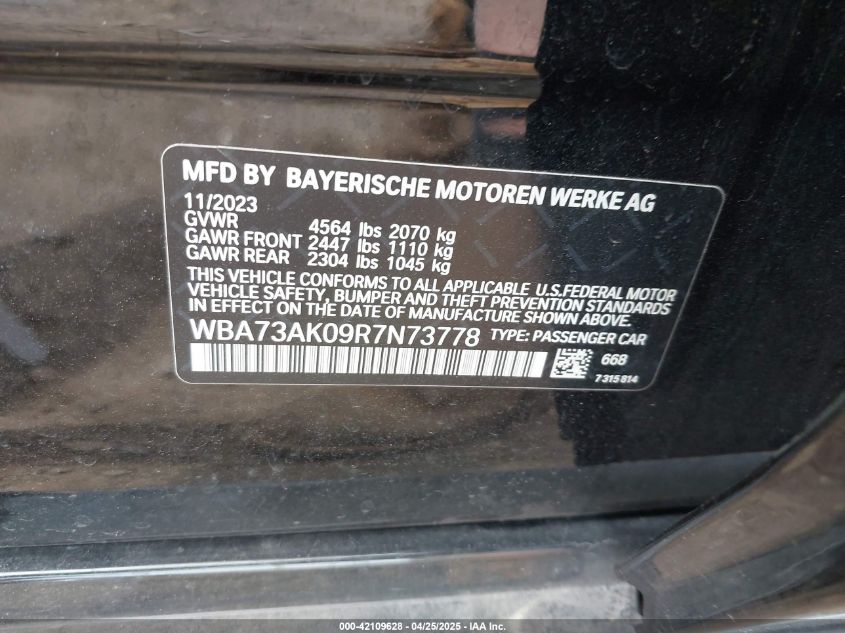 MFD BY BAYERISCHE MOTOREN WERKE AG
11/2023
GVWR 4564 lbs 2070 kg
GAWR FRONT 2447 lbs 1110 kg
GAWR REAR 2304 lbs 1045 kg
THIS VEHICLE CONFORMS TO ALL APPLICABLE U.S.FEDERAL MOTOR
VEHICLE SAFETY, BUMPER AND THEFT PREVENTION STANDARDS
IN EFFECT ON THE DATE OF MANUFACTURE SHOWN ABOVE.
WBA73AK09R7N73778 TYPE: PASSENGER CAR
668
7315814
000-42109628 - 04/25/2025 - IAA Inc.